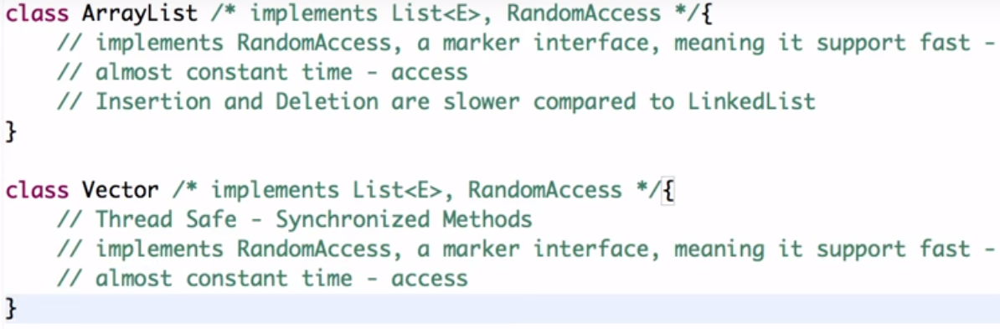 class ArrayList /* implements List<E>, RandomAccess */{
    // implements RandomAccess, a marker interface, meaning it support fast -
    // almost constant time - access
    // Insertion and Deletion are slower compared to LinkedList
}
class Vector /* implements List<E>, RandomAccess */{
    // Thread Safe - Synchronized Methods
    // implements RandomAccess, a marker interface, meaning it support fast -
    // almost constant time - access
}